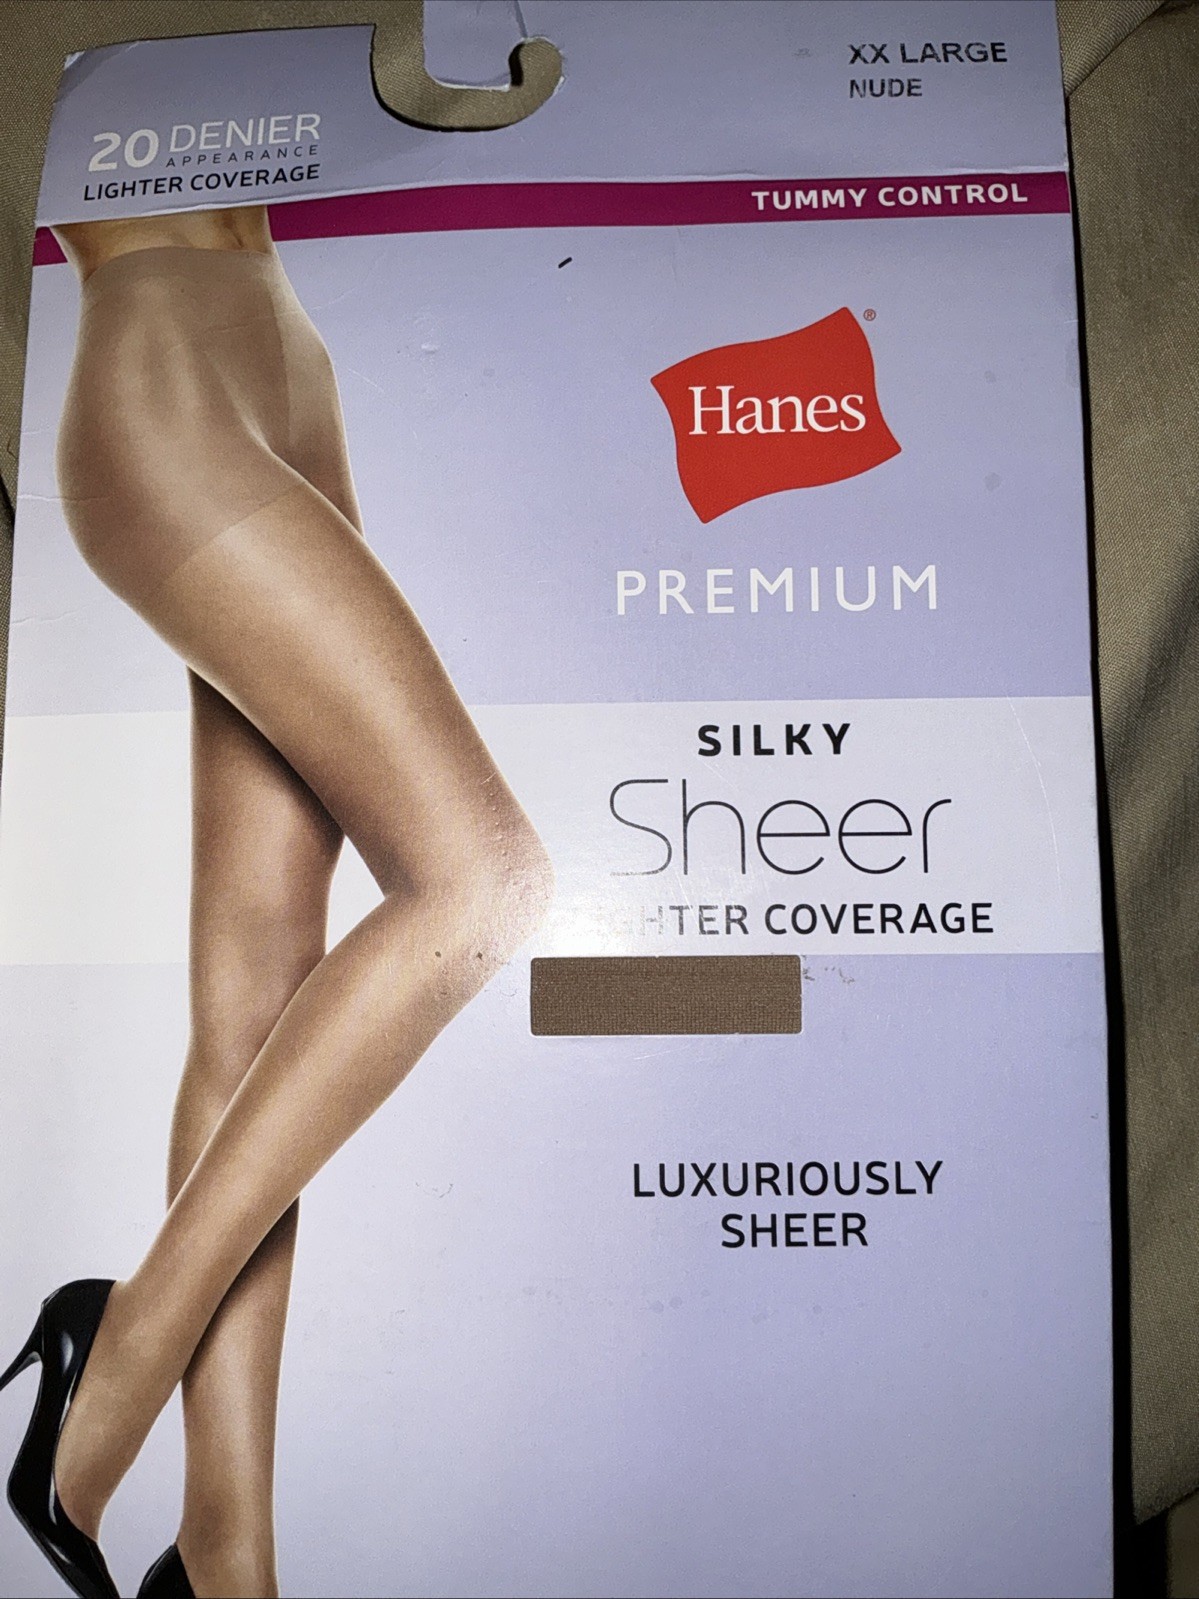 XX LARGE
NUDE
20 DENIER
APPEARANCE
LIGHTER COVERAGE
TUMMY CONTROL
Hanes®
PREMIUM
SILKY
Sheer
COVERAGE
LUXURIOUSLY
SHEER